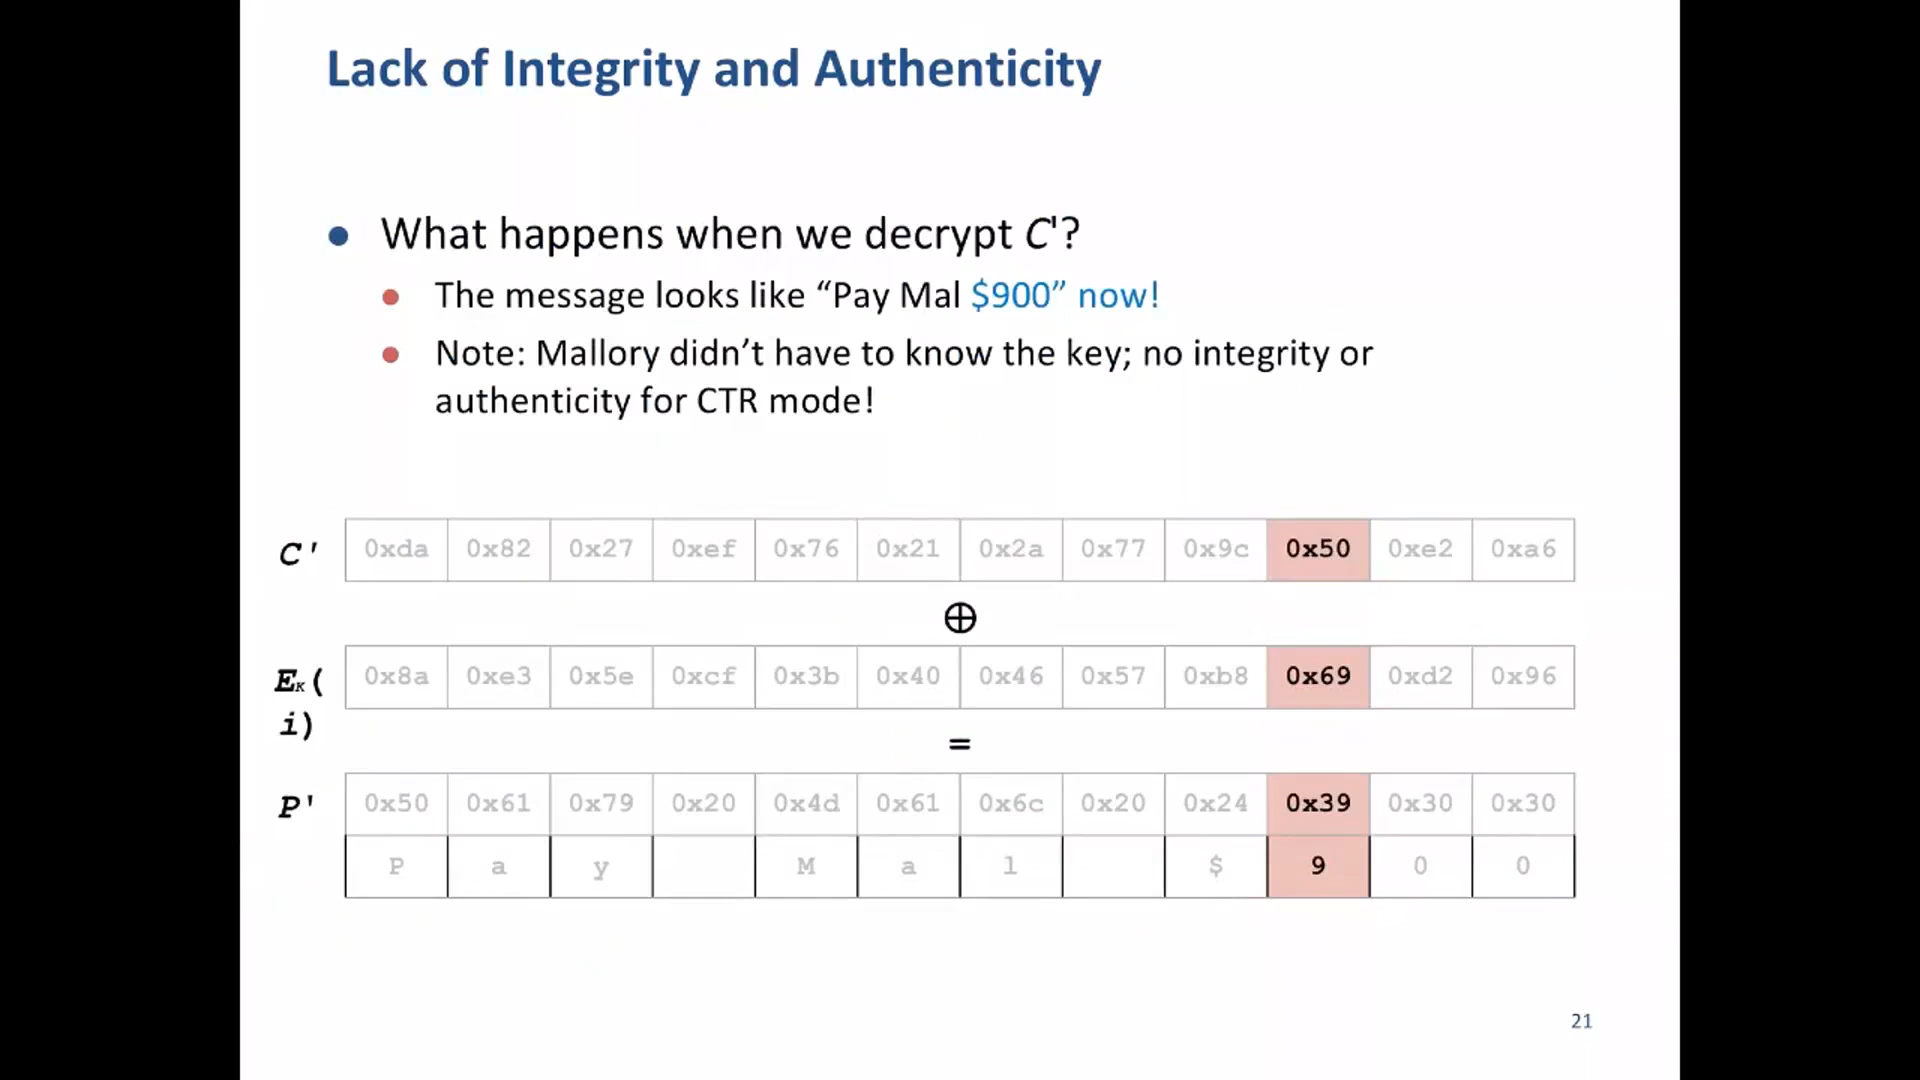 Lack of Integrity and Authenticity
● What happens when we decrypt C'?
● The message looks like “Pay Mal $900” now!
● Note: Mallory didn’t have to know the key; no integrity or
authenticity for CTR mode!
C' 0xda 0x82 0x27 0xef 0x76 0x21 0x2a 0x77 0x9c 0x50 0xe2 0xa6
⊕
EK( 0x8a 0xe3 0x5e 0xcf 0x3b 0x40 0x46 0x57 0xb8 0x69 0xd2 0x96
i)
=
P' 0x50 0x61 0x79 0x20 0x4d 0x61 0x6c 0x20 0x24 0x39 0x30 0x30
P a y M a l $ 9 0 0
21